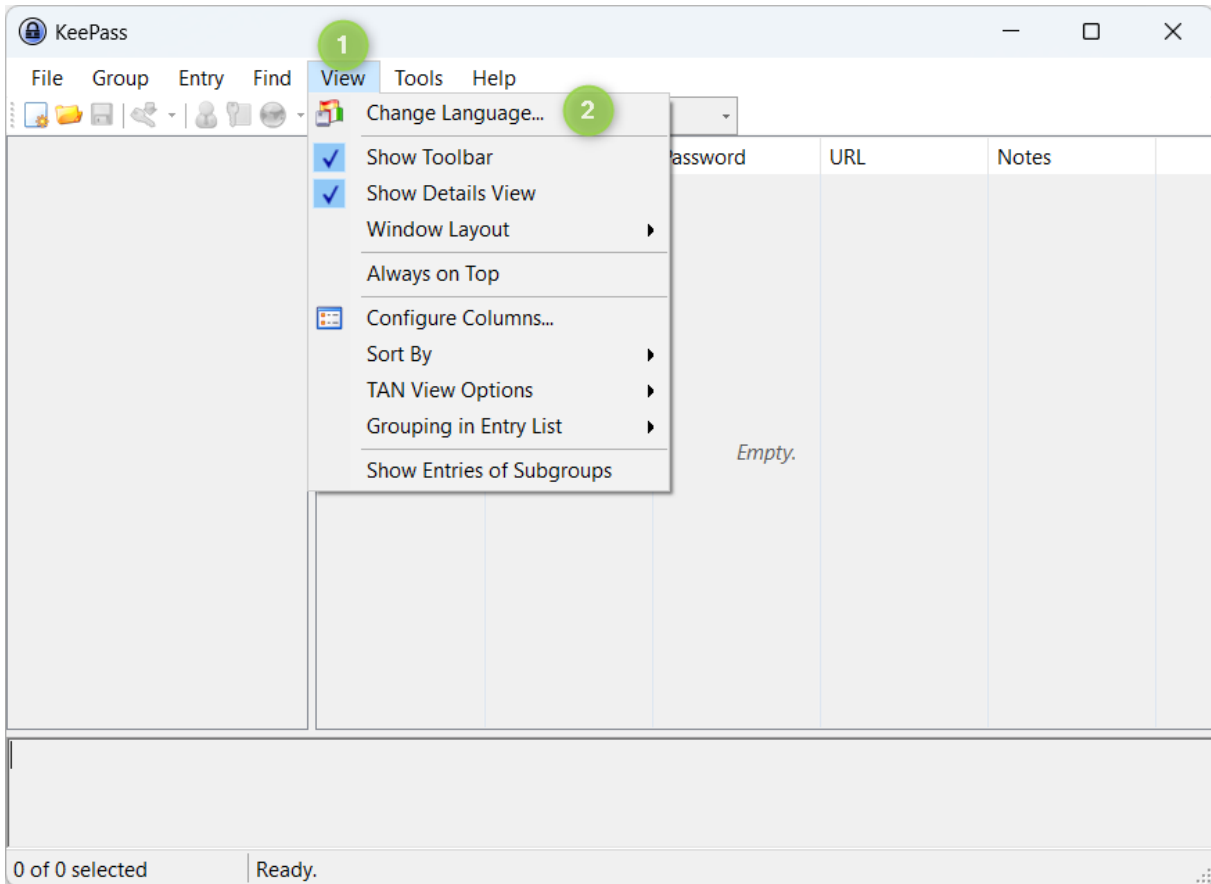 KeePass
1
File Group Entry Find View Tools Help
Change Language... 2
Show Toolbar
Password URL Notes
Show Details View
Window Layout
Always on Top
Configure Columns...
Sort By
TAN View Options
Grouping in Entry List
Empty.
Show Entries of Subgroups
0 of 0 selected Ready.